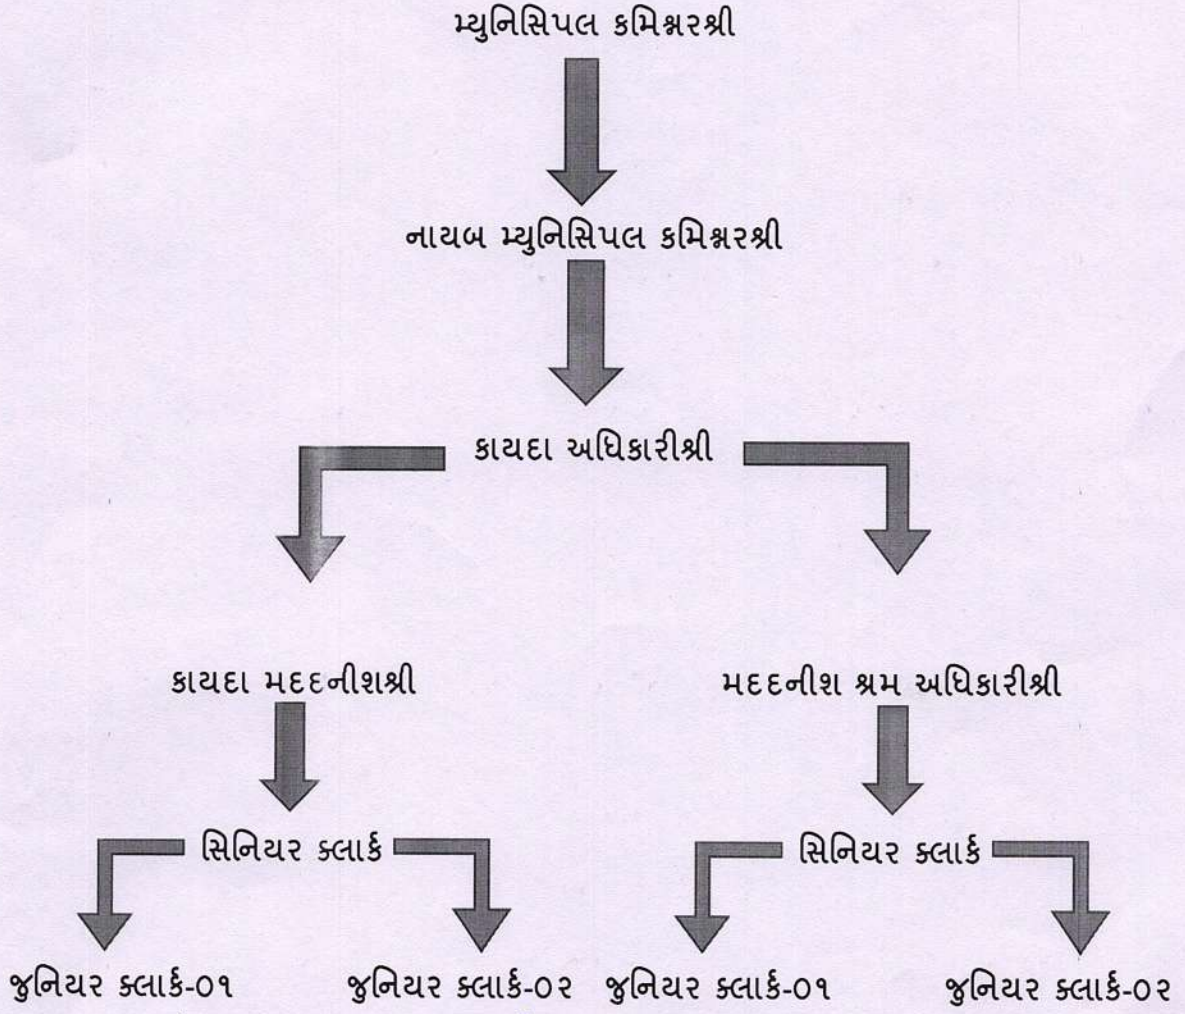 મ્યુનિસિપલ કમિશ્નરશ્રી
નાયબ મ્યુનિસિપલ કમિશ્નરશ્રી
કાયદા અધિકારીશ્રી
કાયદા મદદનીશશ્રી
મદદનીશ શ્રમ અધિકારીશ્રી
સિનિયર ક્લાર્ક
સિનિયર ક્લાર્ક
જુનિયર ક્લાર્ક-૦૧
જુનિયર ક્લાર્ક-૦૨
જુનિયર ક્લાર્ક-૦૧
જુનિયર ક્લાર્ક-૦૨